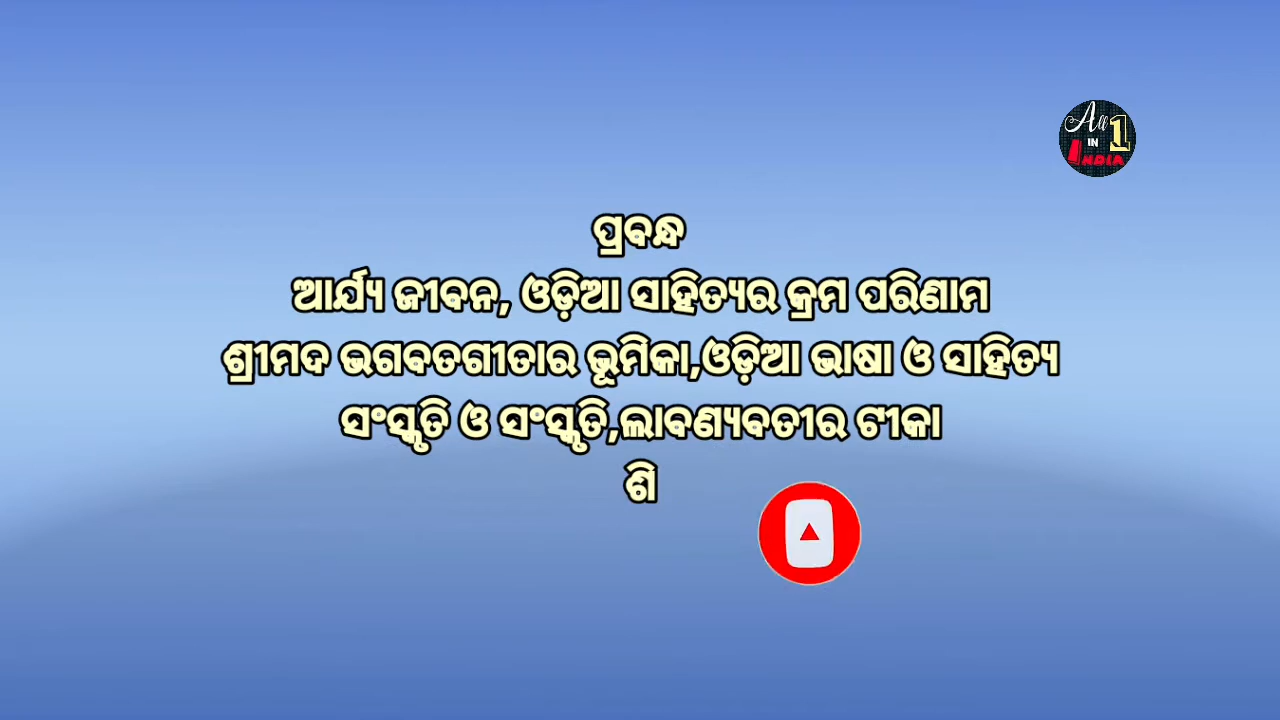 All 1
IN
INDIA
ପ୍ରବନ୍ଧ
ଆର୍ଯ୍ୟ ଜୀବନ, ଓଡ଼ିଆ ସାହିତ୍ୟର କ୍ରମ ପରିଣାମ
ଶ୍ରୀମଦ ଭଗବତଗୀତାର ଭୂମିକା,ଓଡ଼ିଆ ଭାଷା ଓ ସାହିତ୍ୟ
ସଂସ୍କୃତି ଓ ସଂସ୍କୃତି,ଲାବଣ୍ୟବତୀର ଟୀକା
ଶି